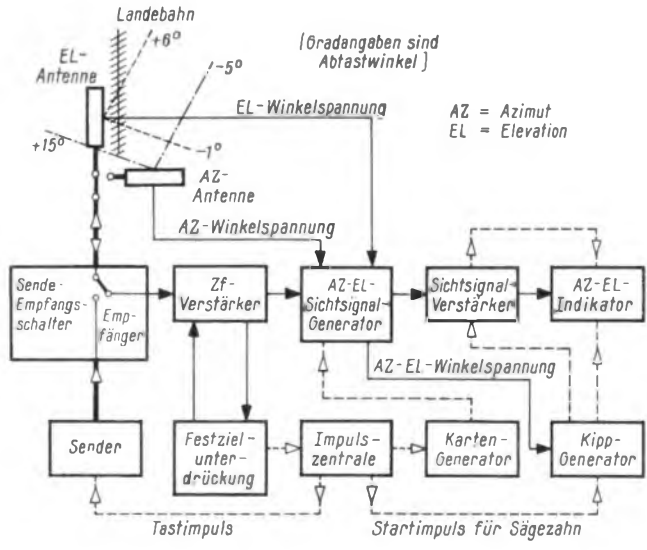 Landebahn
+6°
(Gradangaben sind
Abtastwinkel)
EL-
Antenne
-5°
EL-Winkelspannung
AZ = Azimut
EL = Elevation
+15°
-1°
AZ-
Antenne
AZ-Winkelspannung
Sende-
Empfangs-
schalter
Emp-
fänger
Zf-
Verstärker
AZ-EL-
Sichtsignal-
Generator
Sichtsignal-
Verstärker
AZ-EL-
Indikator
AZ-EL-Winkelspannung
Sender
Festziel-
unter-
drückung
Impuls-
zentrale
Karten-
Generator
Kipp-
Generator
Tastimpuls
Startimpuls für Sägezahn